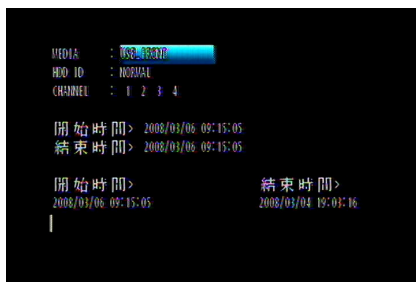 MEDIA : USB_FRONT
HDD ID : NORMAL
CHANNEL : 1 2 3 4
開始時間> 2008/03/06 09:15:05
結束時間> 2008/03/06 09:15:05
開始時間> 結束時間>
2008/03/06 09:15:05 2008/03/04 19:03:16